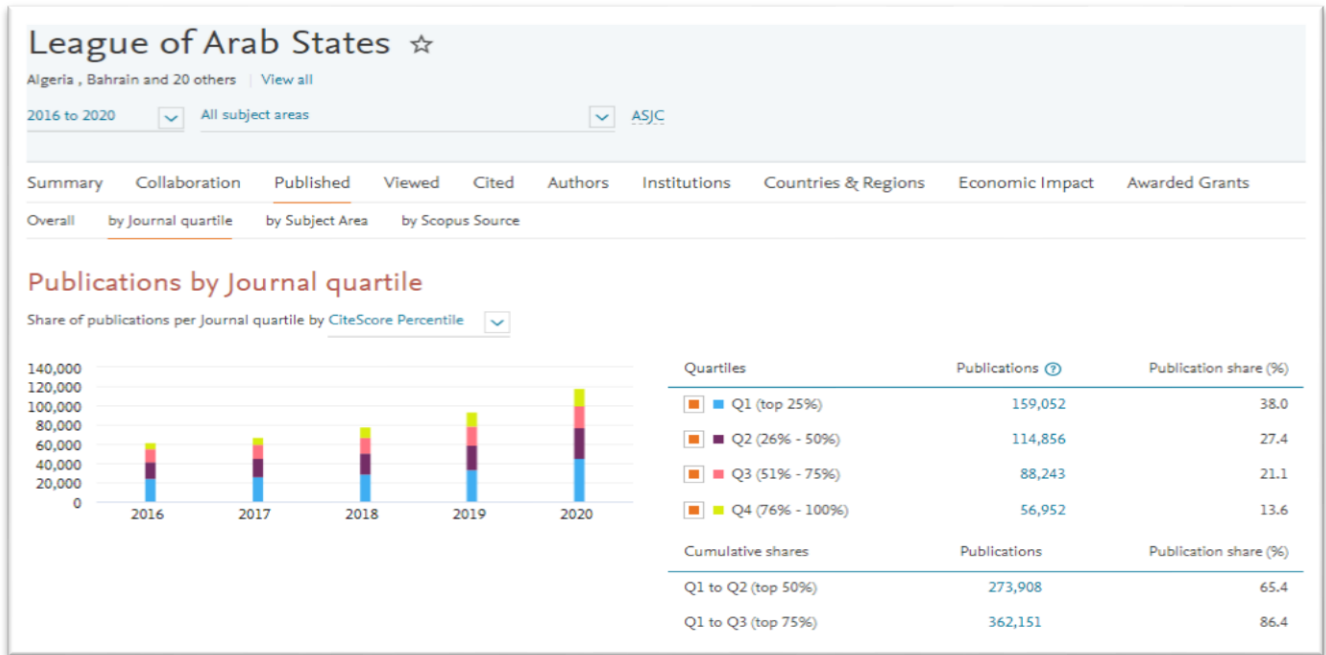 League of Arab States
Algeria , Bahrain and 20 others | View all
2016 to 2020 All subject areas ASJC
Summary Collaboration Published Viewed Cited Authors Institutions Countries & Regions Economic Impact Awarded Grants
Overall by Journal quartile by Subject Area by Scopus Source
Publications by Journal quartile
Share of publications per Journal quartile by CiteScore Percentile
140,000
120,000
100,000
80,000
60,000
40,000
20,000
0
2016 2017 2018 2019 2020
Quartiles Publications ? Publication share (%)
Q1 (top 25%) 159,052 38.0
Q2 (26% - 50%) 114,856 27.4
Q3 (51% - 75%) 88,243 21.1
Q4 (76% - 100%) 56,952 13.6
Cumulative shares Publications Publication share (%)
Q1 to Q2 (top 50%) 273,908 65.4
Q1 to Q3 (top 75%) 362,151 86.4